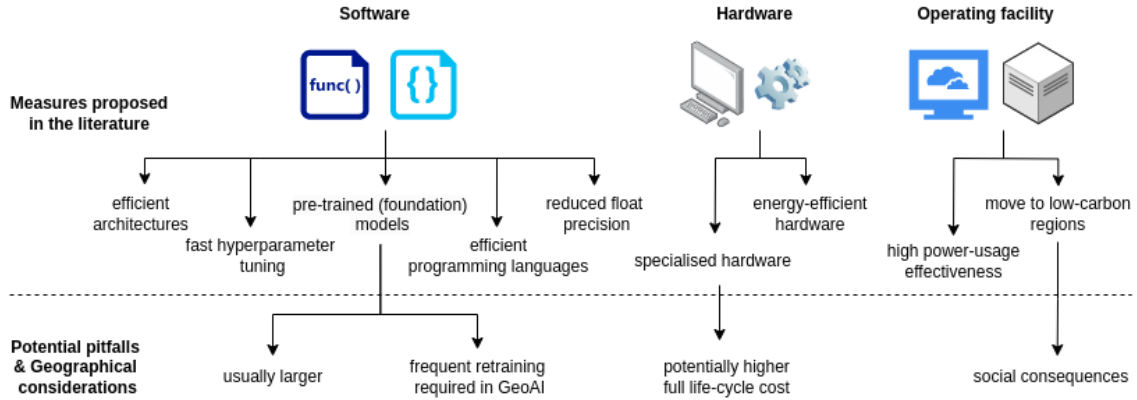 Software
Hardware
Operating facility
func( )
{}
Measures proposed
in the literature
efficient
architectures
fast hyperparameter
tuning
pre-trained (foundation)
models
efficient
programming languages
reduced float
precision
specialised hardware
energy-efficient
hardware
high power-usage
effectiveness
move to low-carbon
regions
Potential pitfalls
& Geographical
considerations
usually larger
frequent retraining
required in GeoAI
potentially higher
full life-cycle cost
social consequences